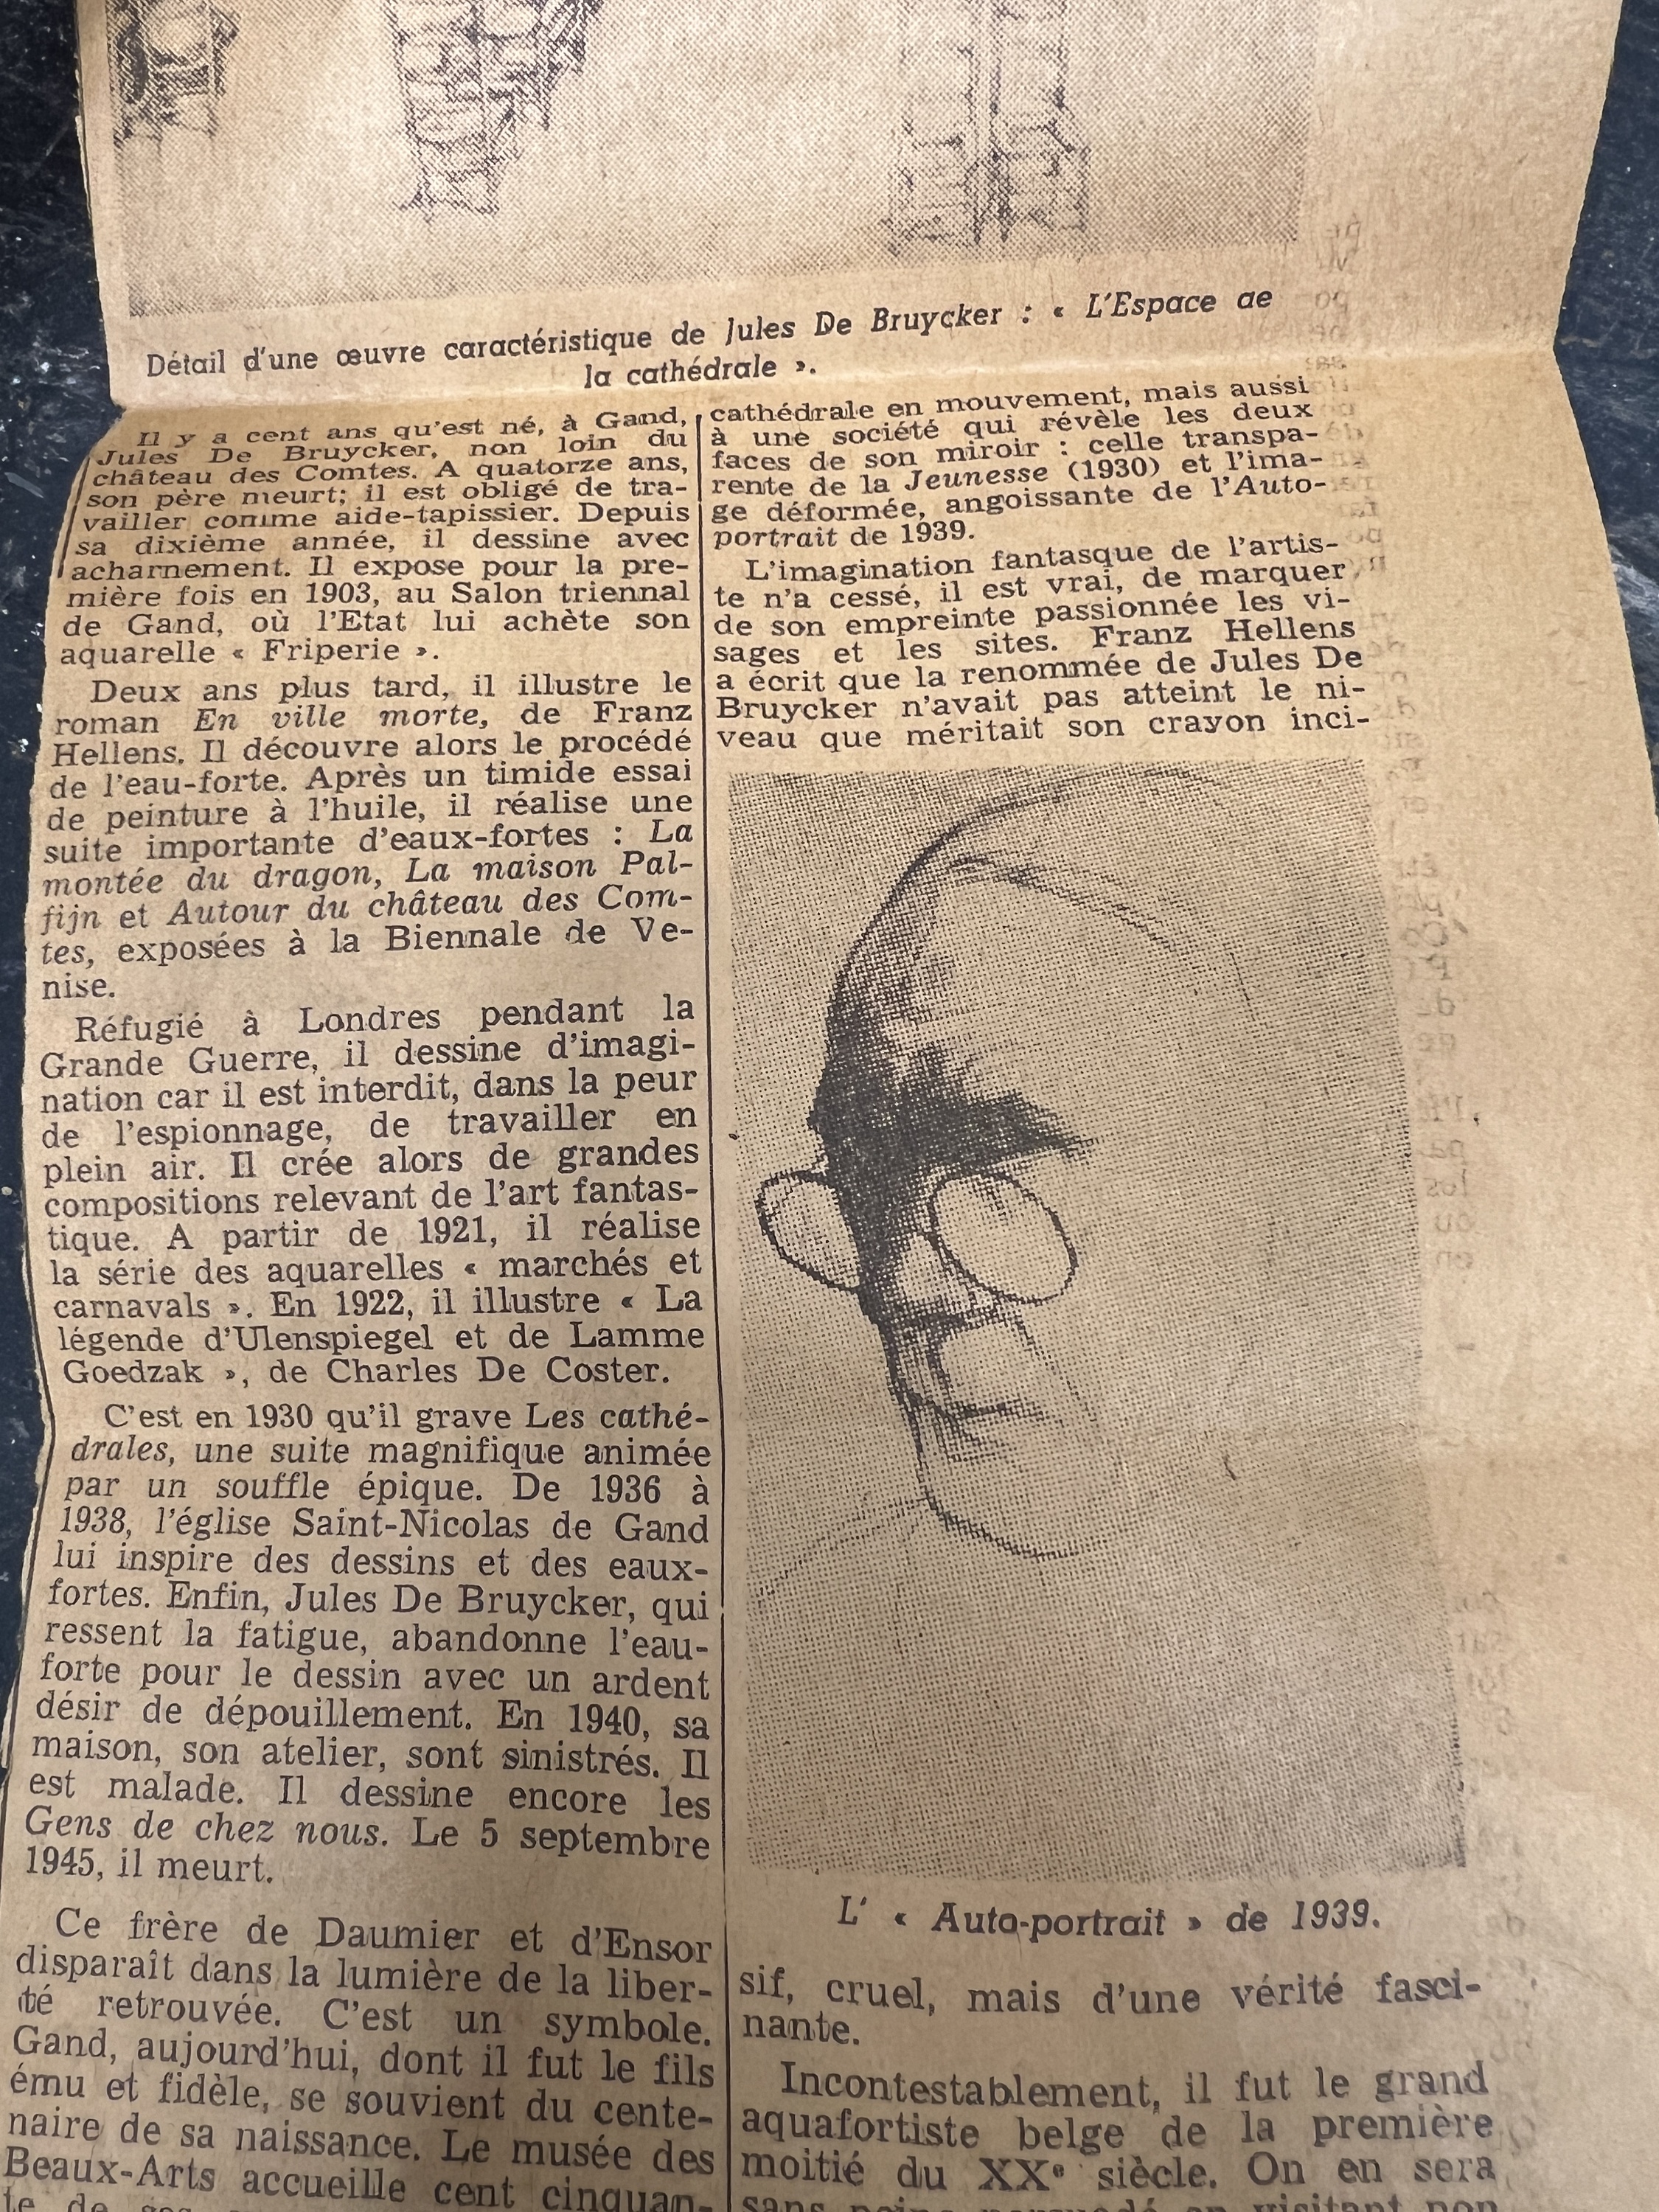 Détail d'une œuvre caractéristique de Jules De Bruycker : « L'Espace ae
la cathédrale ».
Il y a cent ans qu'est né, à Gand,
Jules De Bruycker, non loin du
château des Comtes. A quatorze ans,
son père meurt; il est obligé de tra-
vailler comme aide-tapissier. Depuis
sa dixième année, il dessine avec
acharnement. Il expose pour la pre-
mière fois en 1903, au Salon triennal
de Gand, où l'Etat lui achète son
aquarelle « Friperie ».
Deux ans plus tard, il illustre le
roman En ville morte, de Franz
Hellens. Il découvre alors le procédé
de l'eau-forte. Après un timide essai
de peinture à l'huile, il réalise une
suite importante d'eaux-fortes : La
montée du dragon, La maison Pal-
fijn et Autour du château des Com-
tes, exposées à la Biennale de Ve-
nise.
Réfugié à Londres pendant la
Grande Guerre, il dessine d'imagi-
nation car il est interdit, dans la peur
de l'espionnage, de travailler en
plein air. Il crée alors de grandes
compositions relevant de l'art fantas-
tique. A partir de 1921, il réalise
la série des aquarelles « marchés et
carnavals ». En 1922, il illustre « La
légende d'Ulenspiegel et de Lamme
Goedzak », de Charles De Coster.
C'est en 1930 qu'il grave Les cathé-
drales, une suite magnifique animée
par un souffle épique. De 1936 à
1938, l'église Saint-Nicolas de Gand
lui inspire des dessins et des eaux-
fortes. Enfin, Jules De Bruycker, qui
ressent la fatigue, abandonne l'eau-
forte pour le dessin avec un ardent
désir de dépouillement. En 1940, sa
maison, son atelier, sont sinistrés. Il
est malade. Il dessine encore les
Gens de chez nous. Le 5 septembre
1945, il meurt.
Ce frère de Daumier et d'Ensor
disparaît dans la lumière de la liber-
té retrouvée. C'est un symbole.
Gand, aujourd'hui, dont il fut le fils
ému et fidèle, se souvient du cente-
naire de sa naissance. Le musée des
Beaux-Arts accueille cent cinquan-
te de ses
cathédrale en mouvement, mais aussi
à une société qui révèle les deux
faces de son miroir : celle transpa-
rente de la Jeunesse (1930) et l'ima-
ge déformée, angoissante de l'Auto-
portrait de 1939.
L'imagination fantasque de l'artis-
te n'a cessé, il est vrai, de marquer
de son empreinte passionnée les vi-
sages et les sites. Franz Hellens
a écrit que la renommée de Jules De
Bruycker n'avait pas atteint le ni-
veau que méritait son crayon inci-
L' « Auto-portrait » de 1939.
sif, cruel, mais d'une vérité fasci-
nante.
Incontestablement, il fut le grand
aquafortiste belge de la première
moitié du XXe siècle. On en sera
sans peine persuadé en visitant non